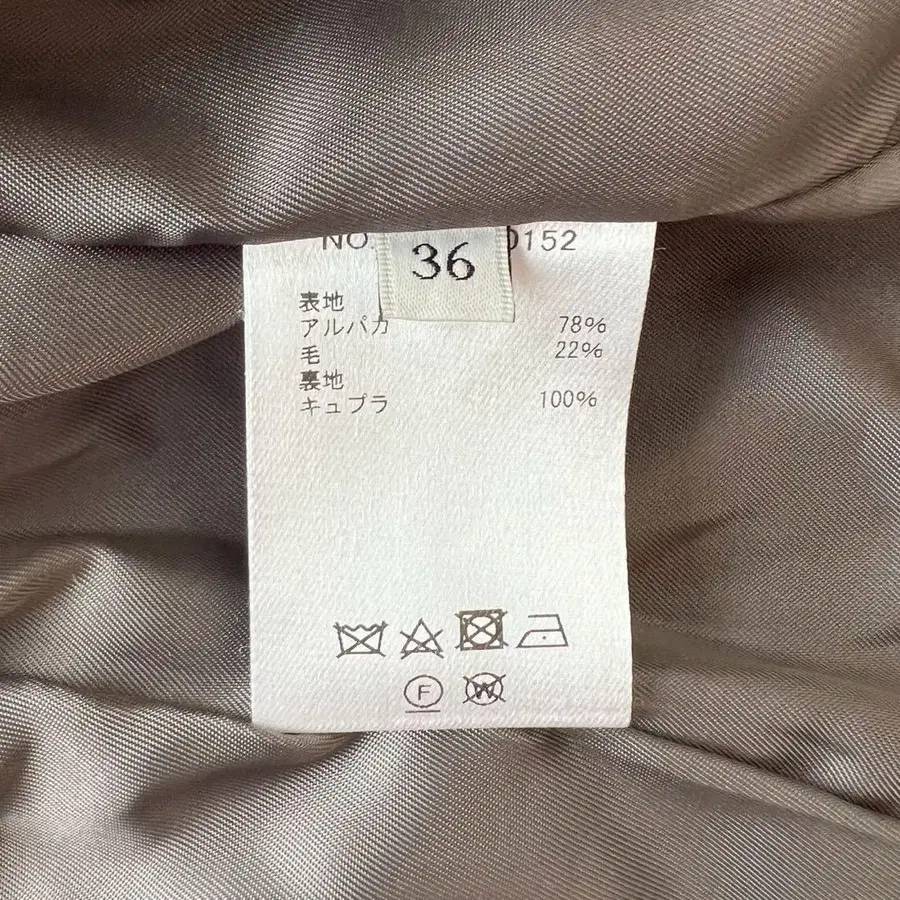 NO 0152
36
表地
アルパカ 78%
毛 22%
裏地
キュプラ 100%
F
W